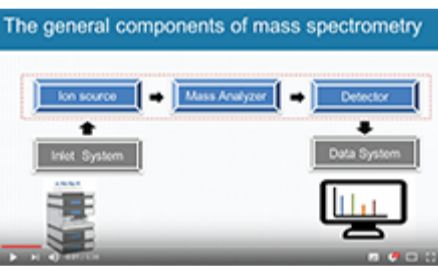 The general components of mass spectrometry
Ion source
Mass Analyzer
Detector
Inlet System
Data System